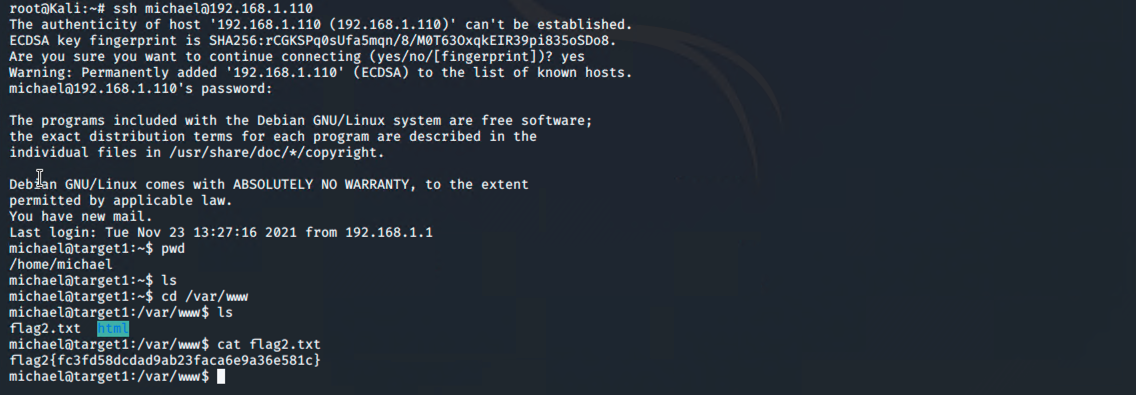 root@Kali:~# ssh michael@192.168.1.110
The authenticity of host '192.168.1.110 (192.168.1.110)' can't be established.
ECDSA key fingerprint is SHA256:rCGKSPq0sUfa5mqn/8/M0T63OxqkEIR39pi835oSDo8.
Are you sure you want to continue connecting (yes/no/[fingerprint])? yes
Warning: Permanently added '192.168.1.110' (ECDSA) to the list of known hosts.
michael@192.168.1.110's password:
The programs included with the Debian GNU/Linux system are free software;
the exact distribution terms for each program are described in the
individual files in /usr/share/doc/*/copyright.
Debian GNU/Linux comes with ABSOLUTELY NO WARRANTY, to the extent
permitted by applicable law.
You have new mail.
Last login: Tue Nov 23 13:27:16 2021 from 192.168.1.1
michael@target1:~$ pwd
/home/michael
michael@target1:~$ ls
michael@target1:~$ cd /var/www
michael@target1:/var/www$ ls
flag2.txt  html
michael@target1:/var/www$ cat flag2.txt
flag2{fc3fd58dcdad9ab23faca6e9a36e581c}
michael@target1:/var/www$